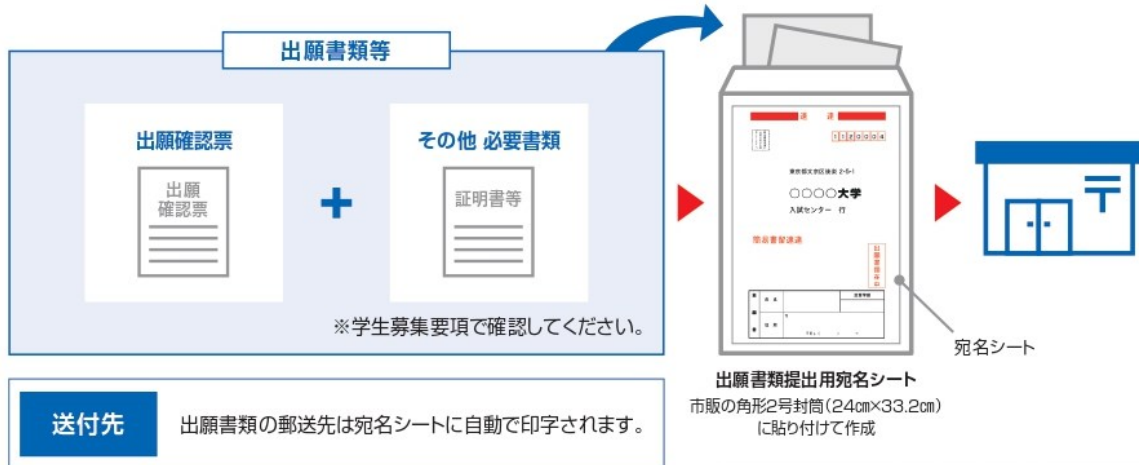 出願書類等
出願確認票
出願
確認票
+
その他 必要書類
証明書等
※学生募集要項で確認してください。
送付先
出願書類の郵送先は宛名シートに自動で印字されます。
速 達
1120004
東京都文京区後楽 2-5-1
○○○○大学
入試センター 行
簡易書留速達
出願書類在中
氏名
住所
〒
宛名シート
出願書類提出用宛名シート
市販の角形2号封筒(24㎝×33.2㎝)
に貼り付けて作成
〒